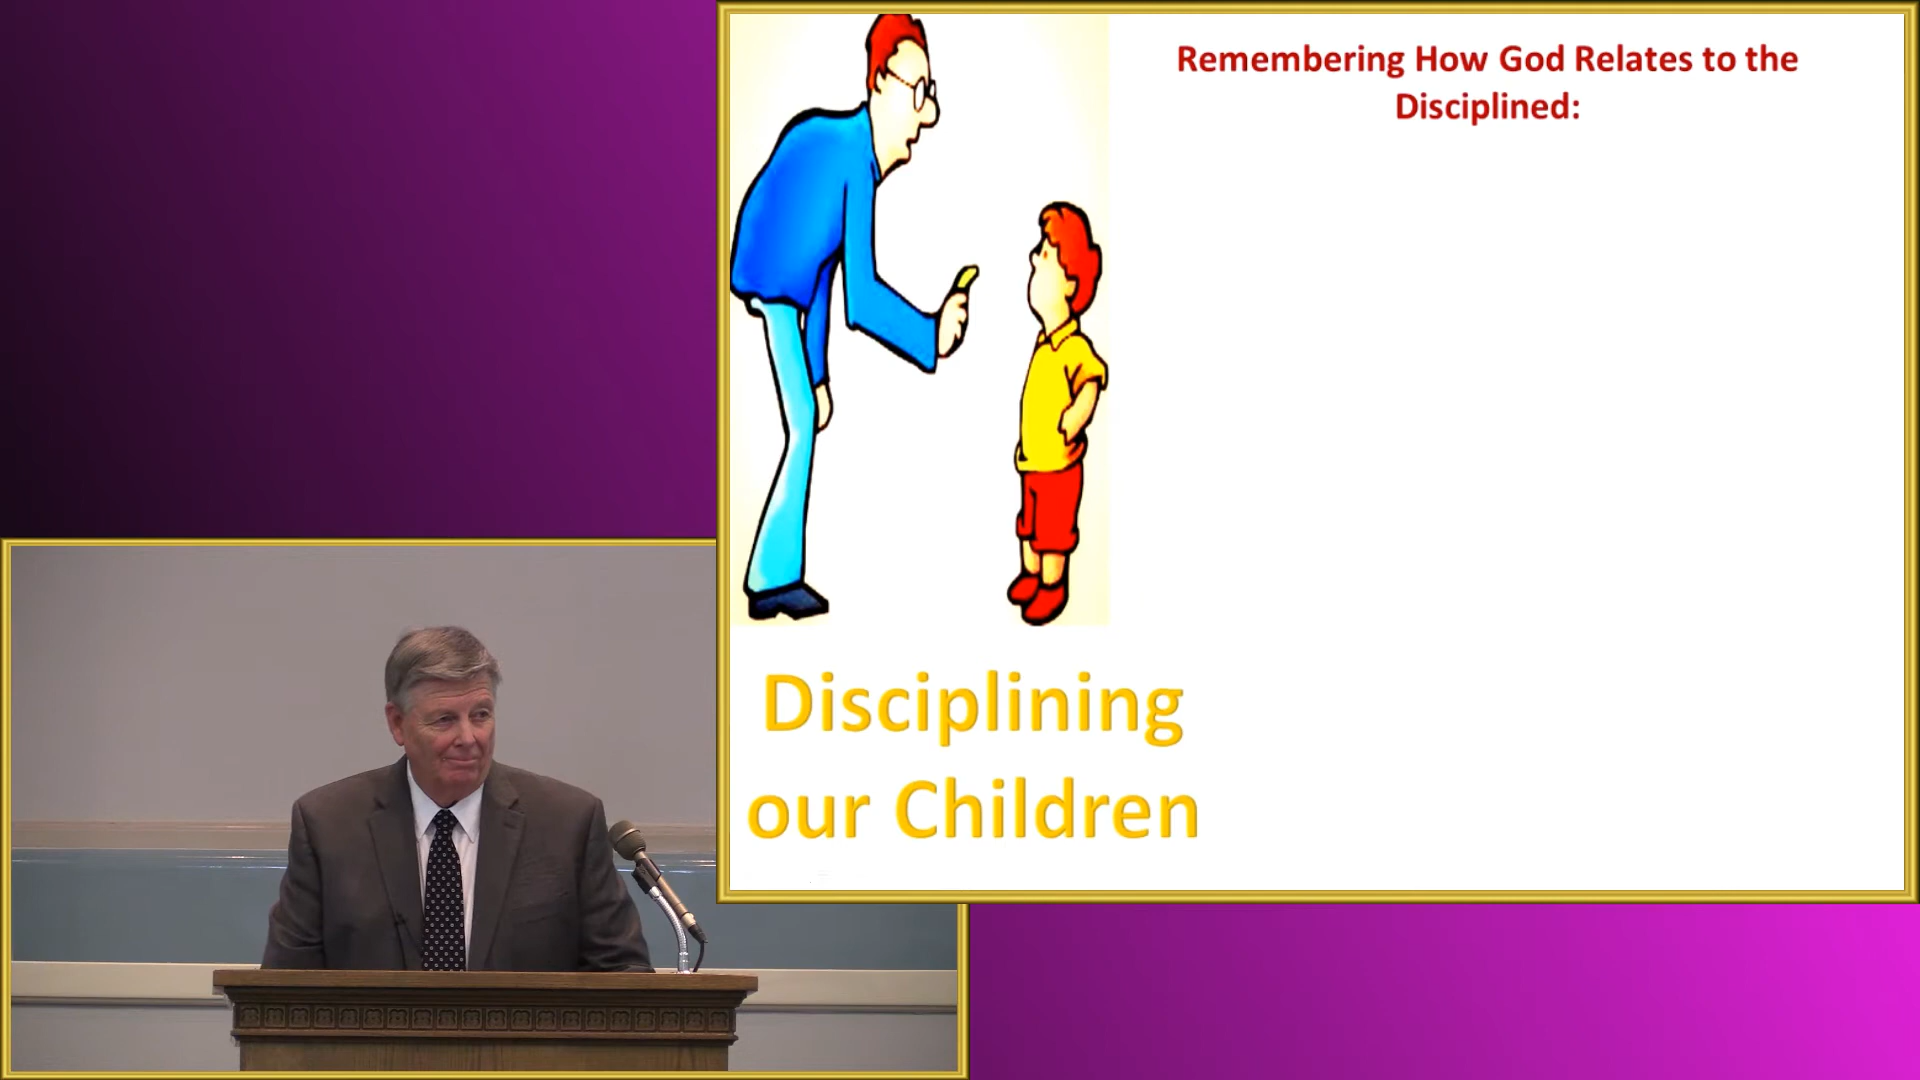 Remembering How God Relates to the
Disciplined:
Disciplining
our Children